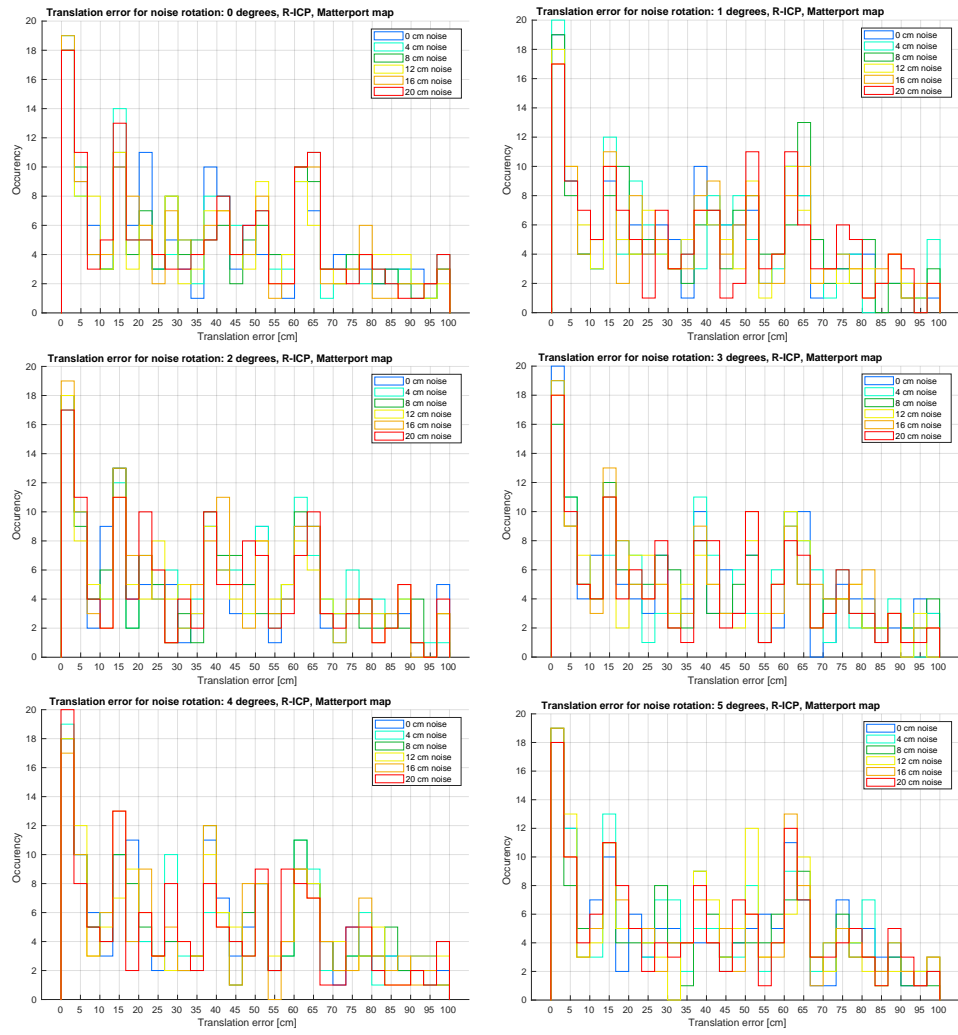 Translation error for noise rotation: 0 degrees, R-ICP, Matterport map
20
18
16
14
12
10
8
6
4
2
0
Occurency
0 cm noise
4 cm noise
8 cm noise
12 cm noise
16 cm noise
20 cm noise
0 5 10 15 20 25 30 35 40 45 50 55 60 65 70 75 80 85 90 95 100
Translation error [cm]
Translation error for noise rotation: 1 degrees, R-ICP, Matterport map
20
18
16
14
12
10
8
6
4
2
0
Occurency
0 cm noise
4 cm noise
8 cm noise
12 cm noise
16 cm noise
20 cm noise
0 5 10 15 20 25 30 35 40 45 50 55 60 65 70 75 80 85 90 95 100
Translation error [cm]
Translation error for noise rotation: 2 degrees, R-ICP, Matterport map
20
18
16
14
12
10
8
6
4
2
0
Occurency
0 cm noise
4 cm noise
8 cm noise
12 cm noise
16 cm noise
20 cm noise
0 5 10 15 20 25 30 35 40 45 50 55 60 65 70 75 80 85 90 95 100
Translation error [cm]
Translation error for noise rotation: 3 degrees, R-ICP, Matterport map
20
18
16
14
12
10
8
6
4
2
0
Occurency
0 cm noise
4 cm noise
8 cm noise
12 cm noise
16 cm noise
20 cm noise
0 5 10 15 20 25 30 35 40 45 50 55 60 65 70 75 80 85 90 95 100
Translation error [cm]
Translation error for noise rotation: 4 degrees, R-ICP, Matterport map
20
18
16
14
12
10
8
6
4
2
0
Occurency
0 cm noise
4 cm noise
8 cm noise
12 cm noise
16 cm noise
20 cm noise
0 5 10 15 20 25 30 35 40 45 50 55 60 65 70 75 80 85 90 95 100
Translation error [cm]
Translation error for noise rotation: 5 degrees, R-ICP, Matterport map
20
18
16
14
12
10
8
6
4
2
0
Occurency
0 cm noise
4 cm noise
8 cm noise
12 cm noise
16 cm noise
20 cm noise
0 5 10 15 20 25 30 35 40 45 50 55 60 65 70 75 80 85 90 95 100
Translation error [cm]